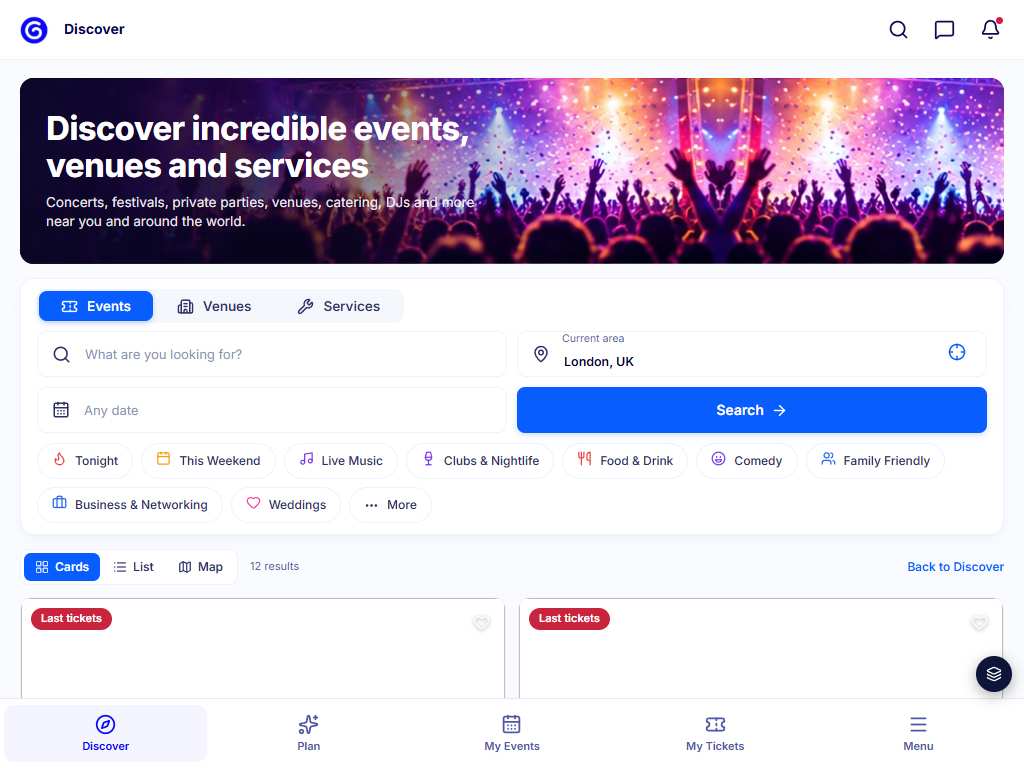 Discover
Discover incredible events,
venues and services
Concerts, festivals, private parties, venues, catering, DJs and more
near you and around the world.
Events
Venues
Services
What are you looking for?
Current area
London, UK
Any date
Search
Tonight
This Weekend
Live Music
Clubs & Nightlife
Food & Drink
Comedy
Family Friendly
Business & Networking
Weddings
More
Cards
List
Map
12 results
Back to Discover
Last tickets
Last tickets
Discover
Plan
My Events
My Tickets
Menu